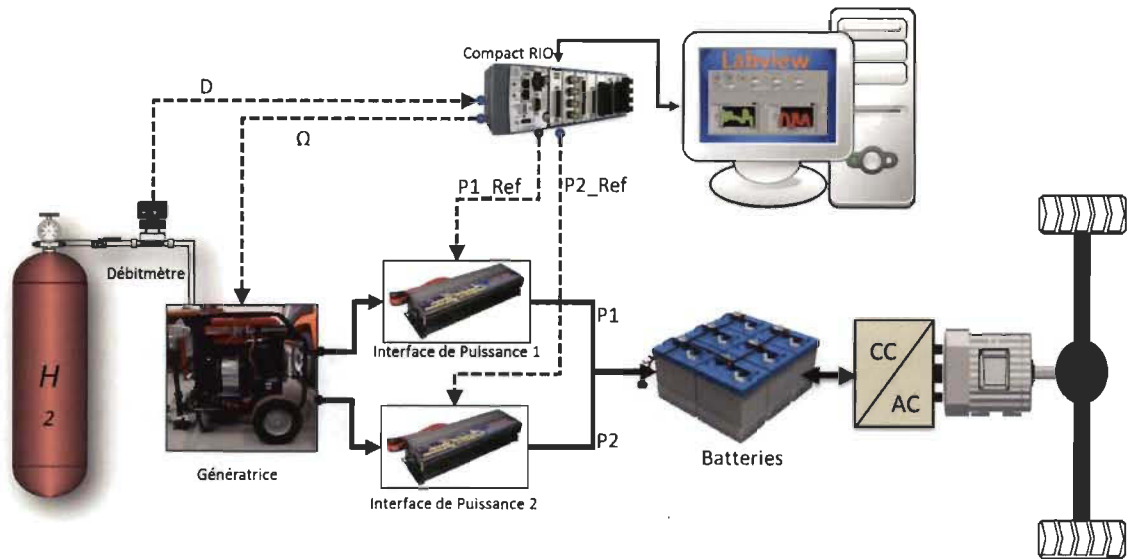 Compact RIO
Labview
D
Ω
P1_Ref
P2_Ref
Débitmètre
H
2
P1
Interface de Puissance 1
CC
AC
P2
Batteries
Génératrice
Interface de Puissance 2